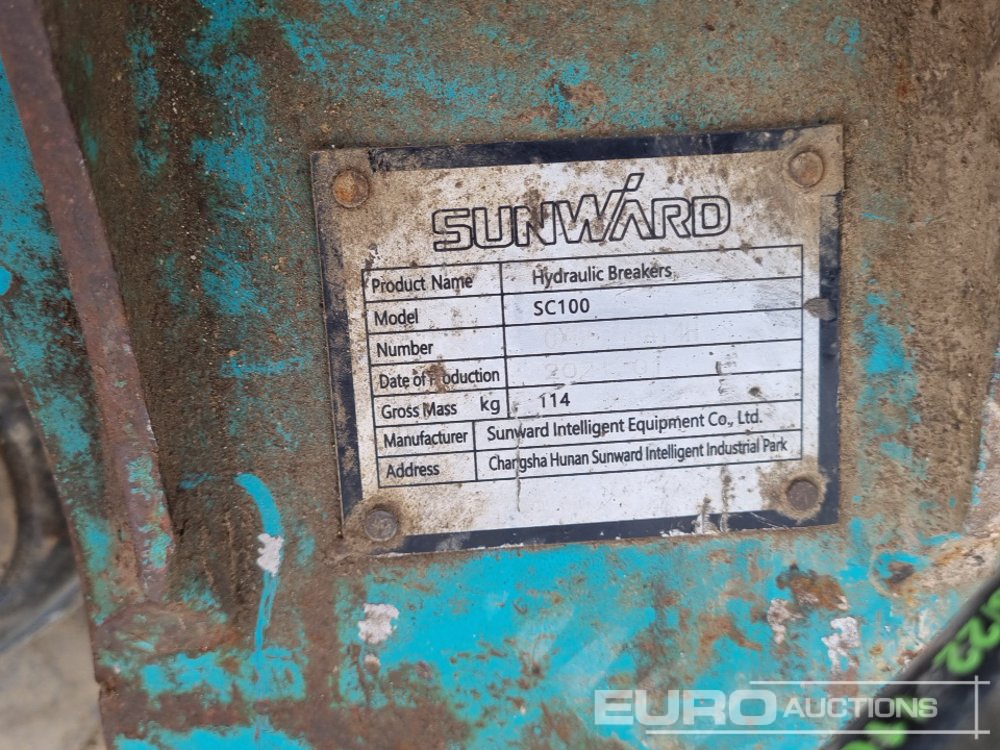 SUNWARD
Product Name Hydraulic Breakers
Model SC100
Number
Date of Production
Gross Mass kg 114
Manufacturer Sunward Intelligent Equipment Co., Ltd.
Address Changsha Hunan Sunward Intelligent Industrial Park
EURO AUCTIONS